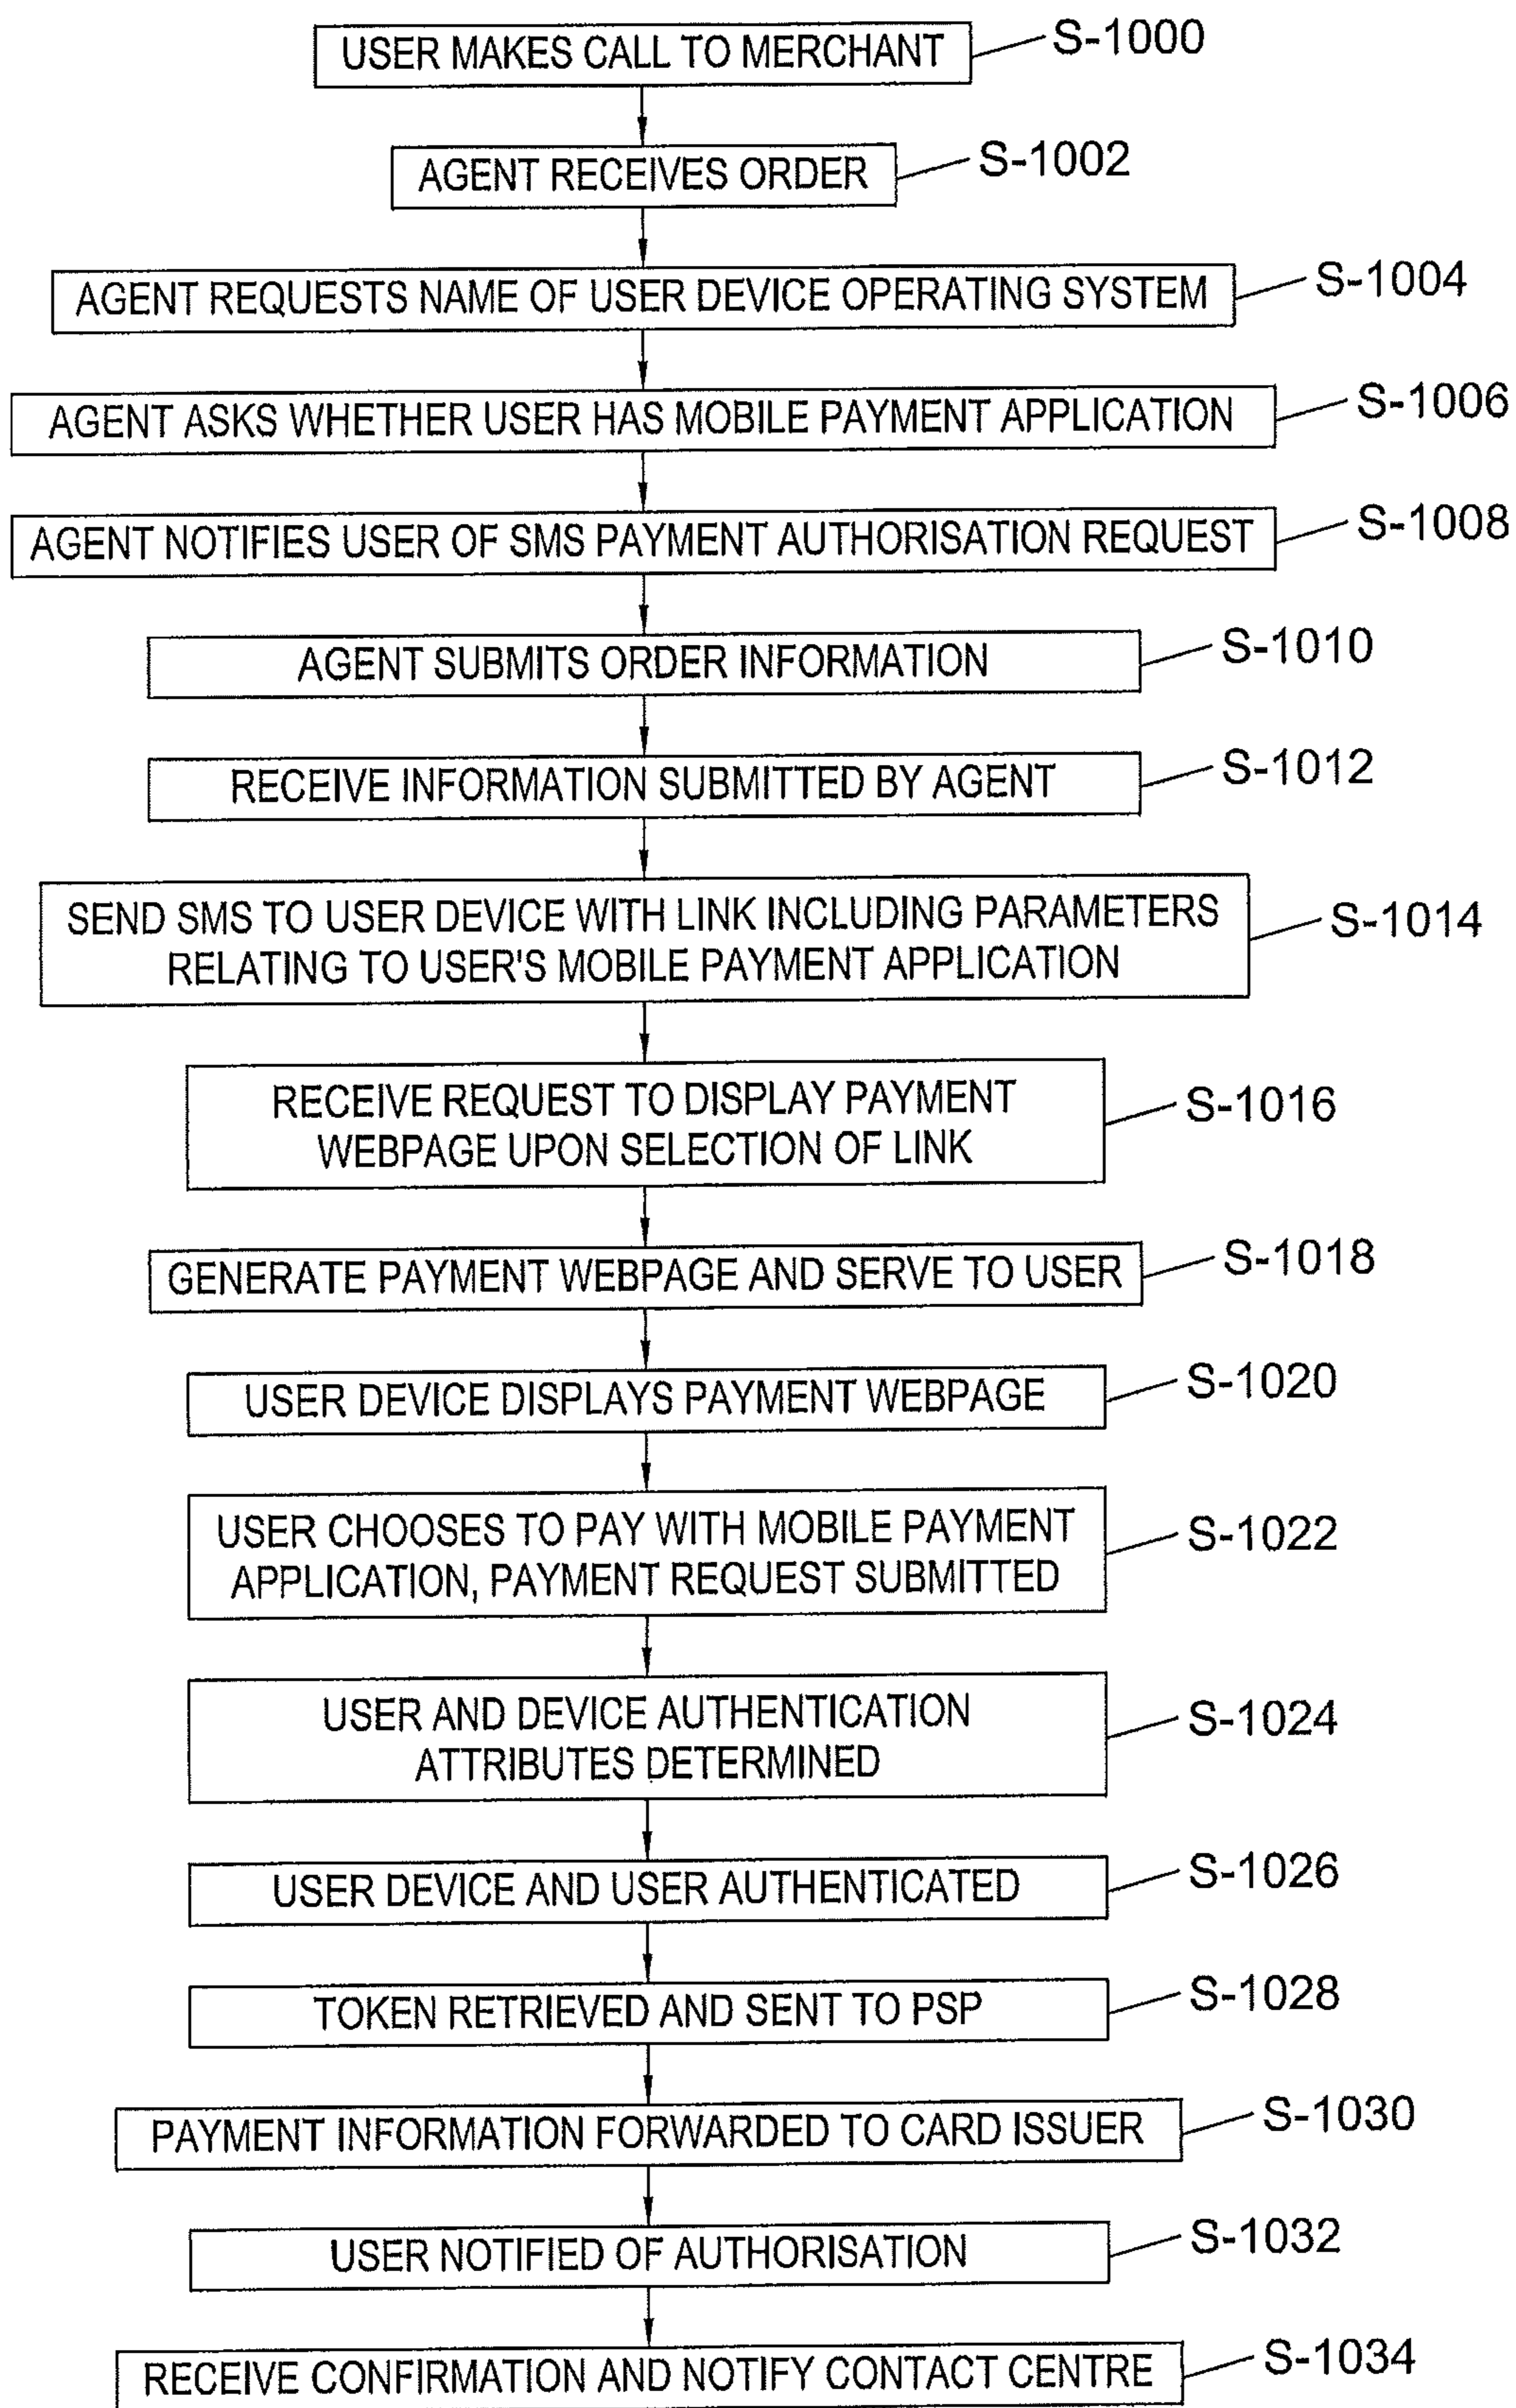 USER MAKES CALL TO MERCHANT
S-1000
AGENT RECEIVES ORDER
S-1002
AGENT REQUESTS NAME OF USER DEVICE OPERATING SYSTEM
S-1004
AGENT ASKS WHETHER USER HAS MOBILE PAYMENT APPLICATION
S-1006
AGENT NOTIFIES USER OF SMS PAYMENT AUTHORISATION REQUEST
S-1008
AGENT SUBMITS ORDER INFORMATION
S-1010
RECEIVE INFORMATION SUBMITTED BY AGENT
S-1012
SEND SMS TO USER DEVICE WITH LINK INCLUDING PARAMETERS
RELATING TO USER'S MOBILE PAYMENT APPLICATION
S-1014
RECEIVE REQUEST TO DISPLAY PAYMENT
WEBPAGE UPON SELECTION OF LINK
S-1016
GENERATE PAYMENT WEBPAGE AND SERVE TO USER
S-1018
USER DEVICE DISPLAYS PAYMENT WEBPAGE
S-1020
USER CHOOSES TO PAY WITH MOBILE PAYMENT
APPLICATION, PAYMENT REQUEST SUBMITTED
S-1022
USER AND DEVICE AUTHENTICATION
ATTRIBUTES DETERMINED
S-1024
USER DEVICE AND USER AUTHENTICATED
S-1026
TOKEN RETRIEVED AND SENT TO PSP
S-1028
PAYMENT INFORMATION FORWARDED TO CARD ISSUER
S-1030
USER NOTIFIED OF AUTHORISATION
S-1032
RECEIVE CONFIRMATION AND NOTIFY CONTACT CENTRE
S-1034